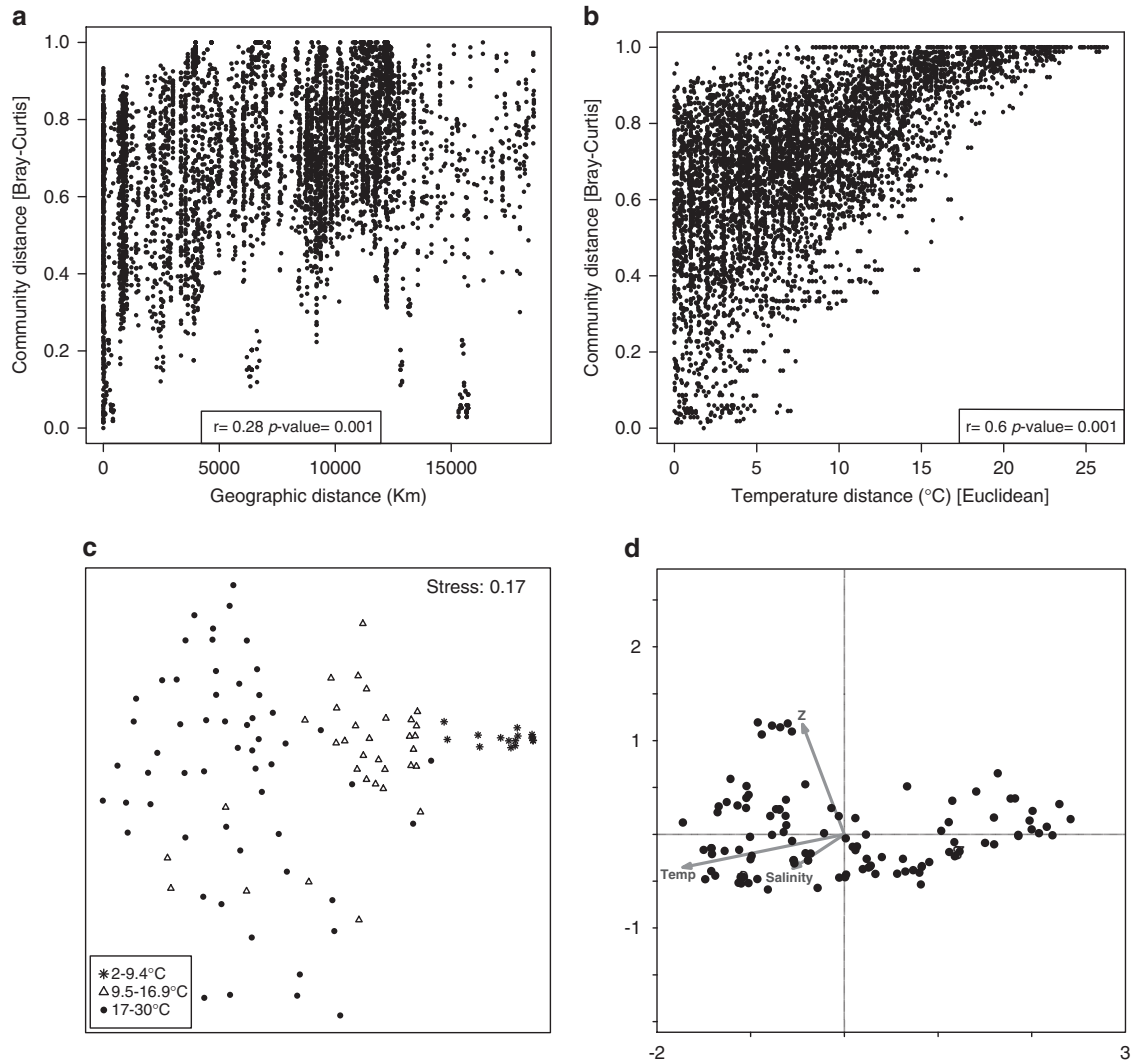 a
Community distance [Bray-Curtis]
1.0
0.8
0.6
0.4
0.2
0.0
r= 0.28 p-value= 0.001
0 5000 10000 15000
Geographic distance (Km)
b
Community distance [Bray-Curtis]
1.0
0.8
0.6
0.4
0.2
0.0
r= 0.6 p-value= 0.001
0 5 10 15 20 25
Temperature distance (°C) [Euclidean]
c
Stress: 0.17
2-9.4°C
9.5-16.9°C
17-30°C
d
2
1
-1
Z
Temp
Salinity
-2 3